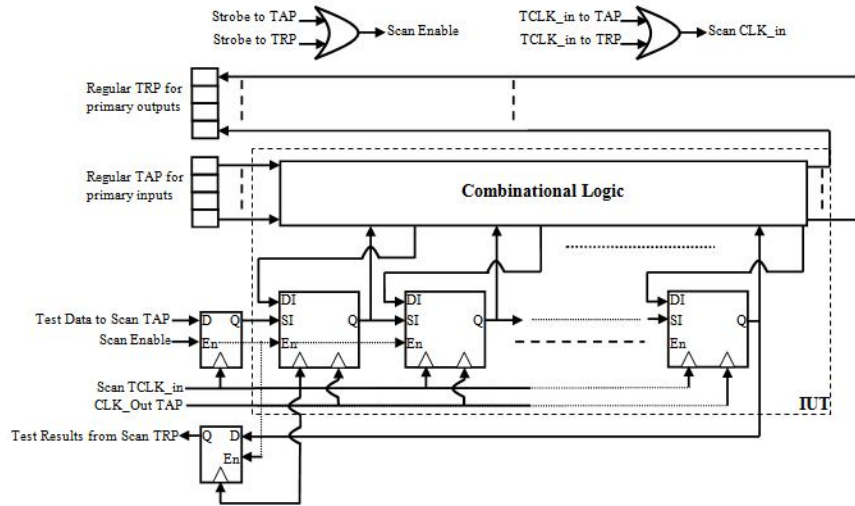 Strobe to TAP
Strobe to TRP
Scan Enable
TCLK_in to TAP
TCLK_in to TRP
Scan CLK_in
Regular TRP for
primary outputs
Regular TAP for
primary inputs
Combinational Logic
Test Data to Scan TAP
D Q
En
DI
SI Q
En
DI
SI Q
En
DI
SI Q
En
Scan Enable
Scan TCLK_in
CLK_Out TAP
IUT
Test Results from Scan TRP
Q D
En